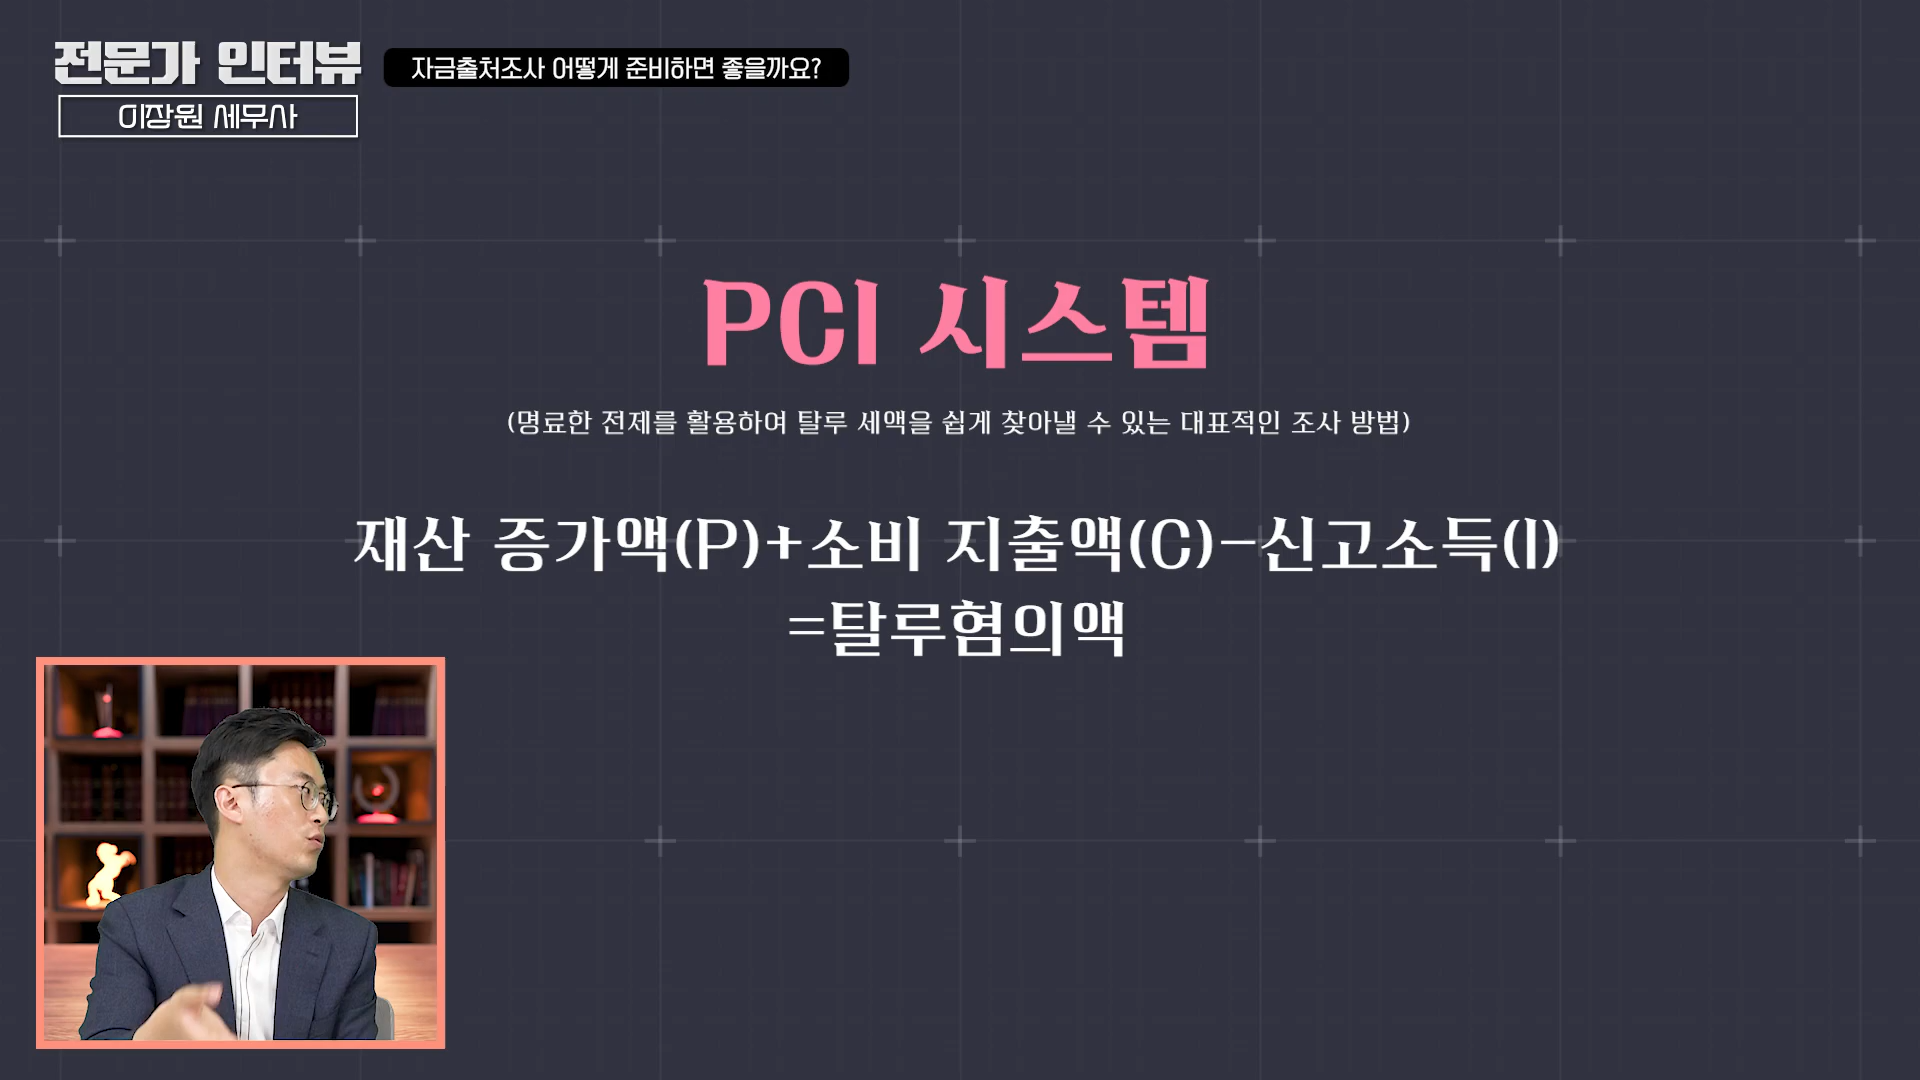 전문가 인터뷰
이장원 세무사
자금출처조사 어떻게 준비하면 좋을까요?
PCI 시스템
(명료한 전제를 활용하여 탈루 세액을 쉽게 찾아낼 수 있는 대표적인 조사 방법)
재산 증가액(P)+소비 지출액(C)-신고소득(I)
=탈루혐의액